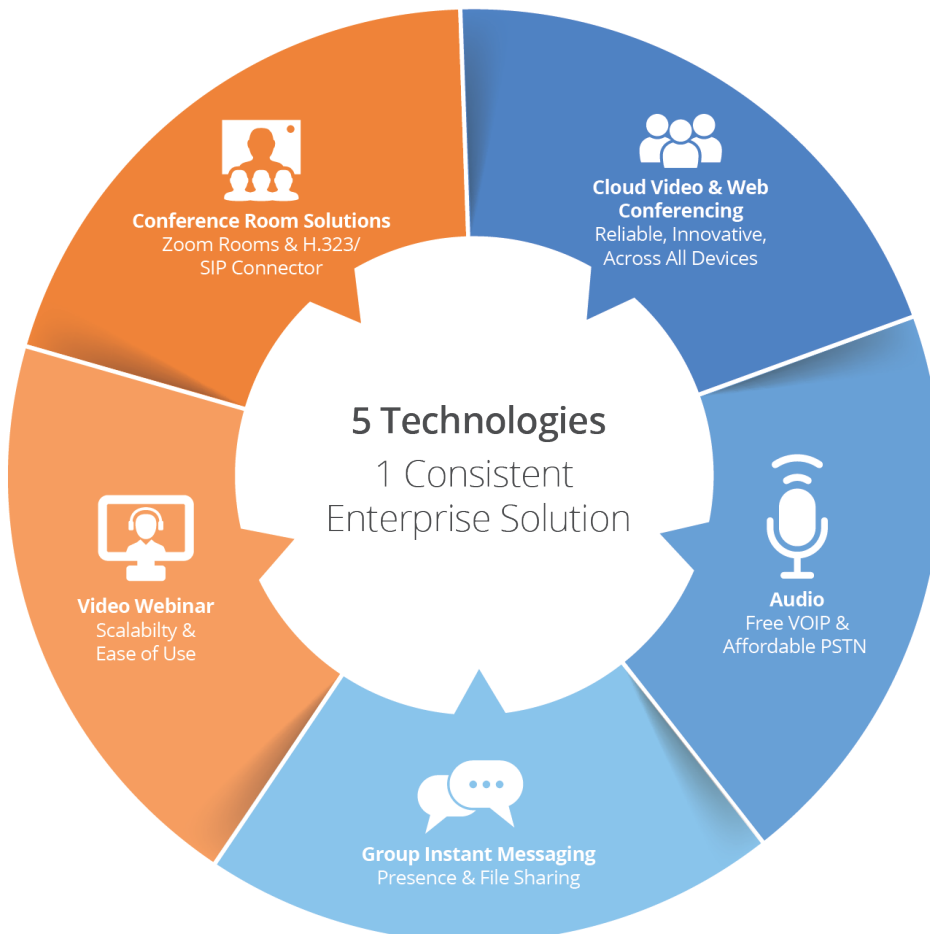 Conference Room Solutions
Zoom Rooms & H.323/
SIP Connector
Cloud Video & Web
Conferencing
Reliable, Innovative,
Across All Devices
5 Technologies
1 Consistent
Enterprise Solution
Video Webinar
Scalabilty &
Ease of Use
Audio
Free VOIP &
Affordable PSTN
Group Instant Messaging
Presence & File Sharing